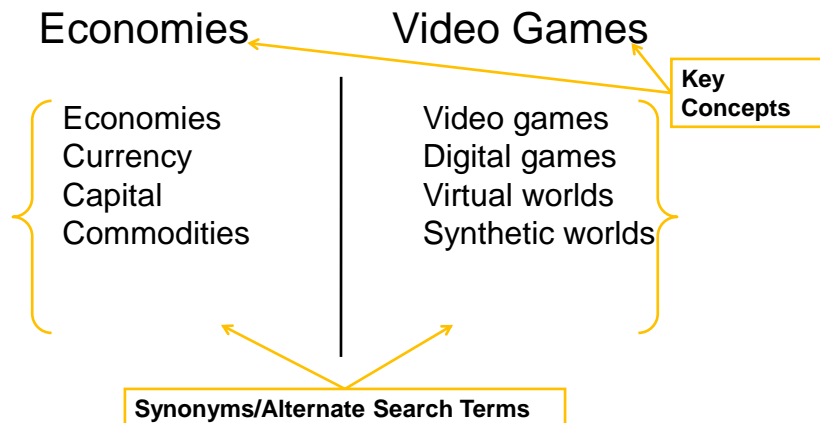 Economies
Video Games
Key
Concepts
Economies
Currency
Capital
Commodities
Video games
Digital games
Virtual worlds
Synthetic worlds
Synonyms/Alternate Search Terms